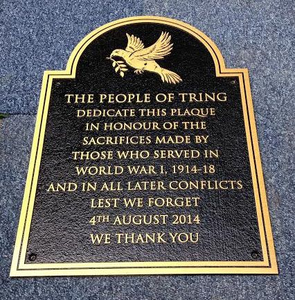 THE PEOPLE OF TRING
DEDICATE THIS PLAQUE
IN HONOUR OF THE
SACRIFICES MADE BY
THOSE WHO SERVED IN
WORLD WAR I, 1914-18
AND IN ALL LATER CONFLICTS
LEST WE FORGET
4TH AUGUST 2014
WE THANK YOU